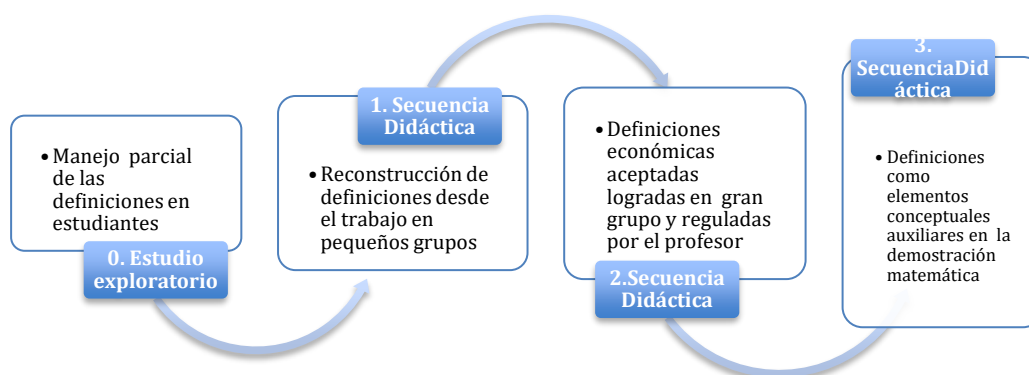 • Manejo parcial
de las
definiciones en
estudiantes
0. Estudio
exploratorio
1. Secuencia
Didáctica
• Reconstrucción de
definiciones desde
el trabajo en
pequeños grupos
• Definiciones
económicas
aceptadas
logradas en gran
grupo y reguladas
por el profesor
2.Secuencia
Didáctica
3.
SecuenciaDid
áctica
• Definiciones
como
elementos
conceptuales
auxiliares en la
demostración
matemática